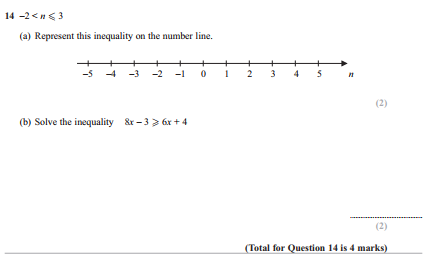 14 −2 < n ⩽ 3
(a) Represent this inequality on the number line.
−5 −4 −3 −2 −1 0 1 2 3 4 5 n
(2)
(b) Solve the inequality 8x − 3 ⩾ 6x + 4
(2)
(Total for Question 14 is 4 marks)